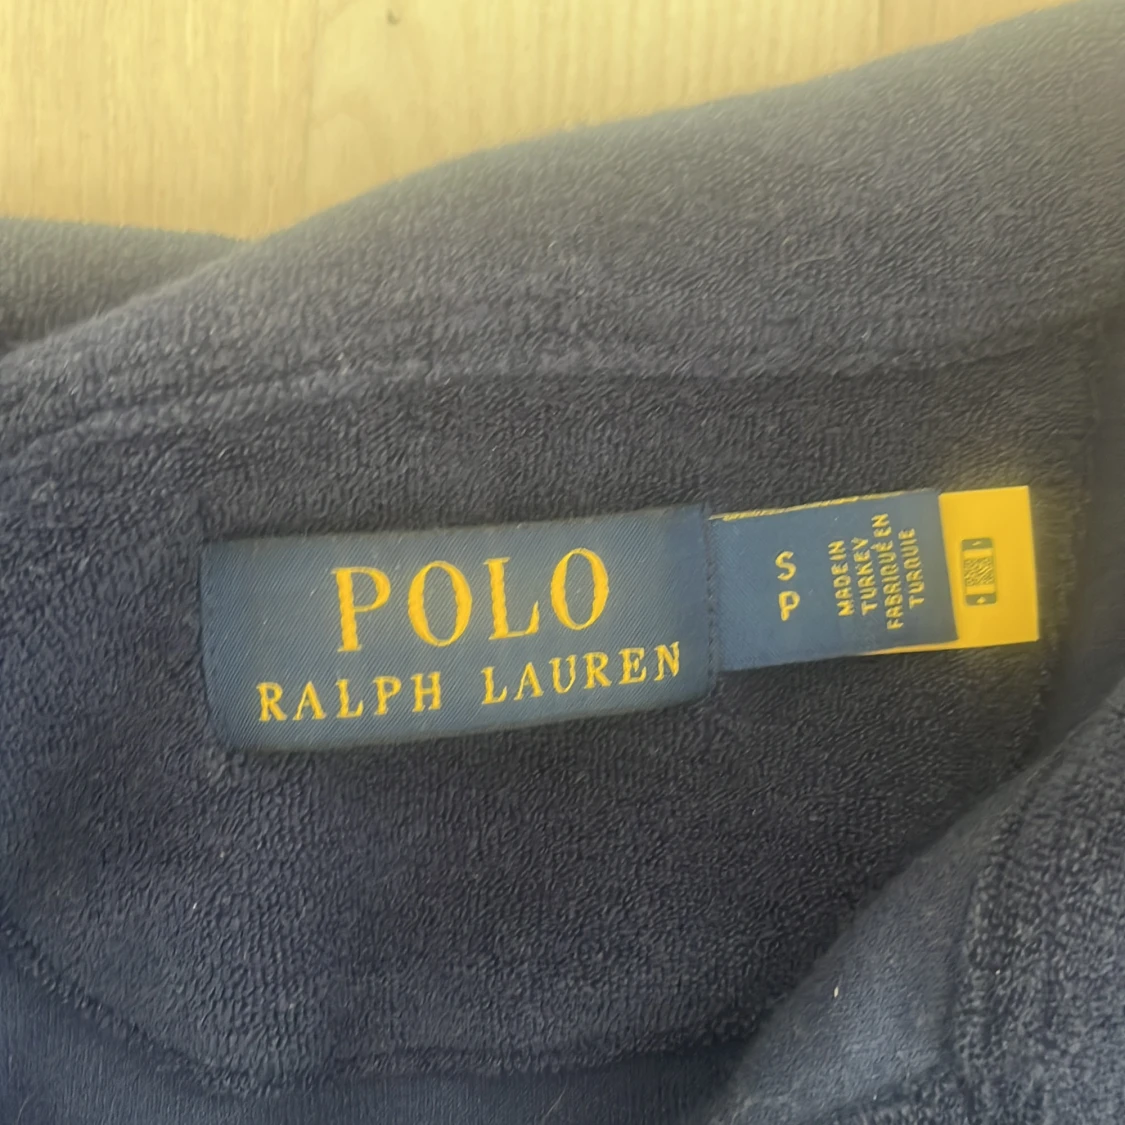 POLO
RALPH LAUREN
S
P
MADE IN
TURKEY
FABRIQUÉ EN
TURQUIE